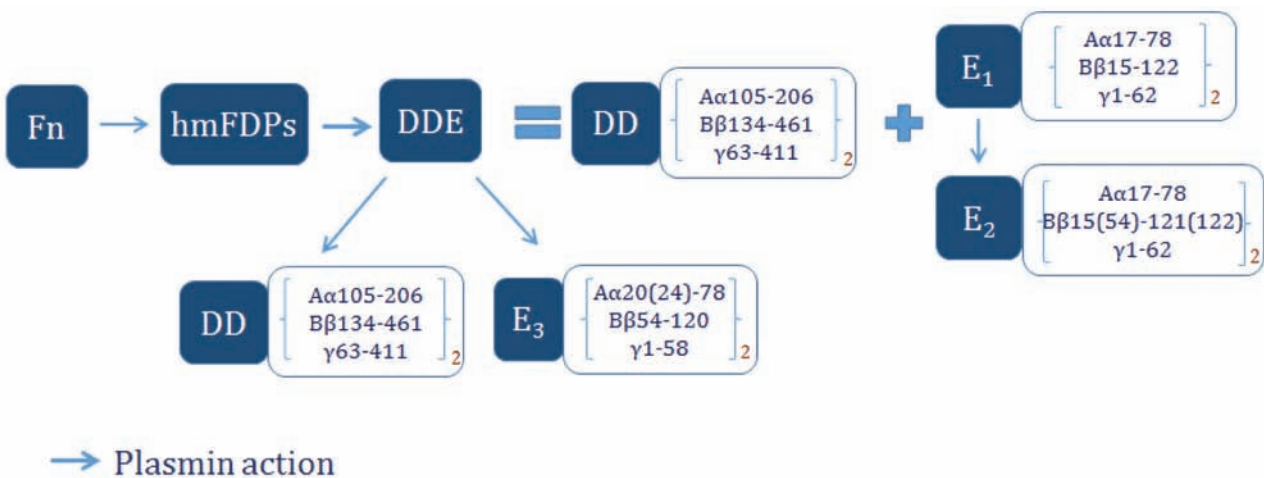 Fn
hmFDPs
DDE
DD
Aα105-206
Bβ134-461
γ63-411
2
E1
Aα17-78
Bβ15-122
γ1-62
2
E2
Aα17-78
Bβ15(54)-121(122)
γ1-62
2
DD
Aα105-206
Bβ134-461
γ63-411
2
E3
Aα20(24)-78
Bβ54-120
γ1-58
2
Plasmin action